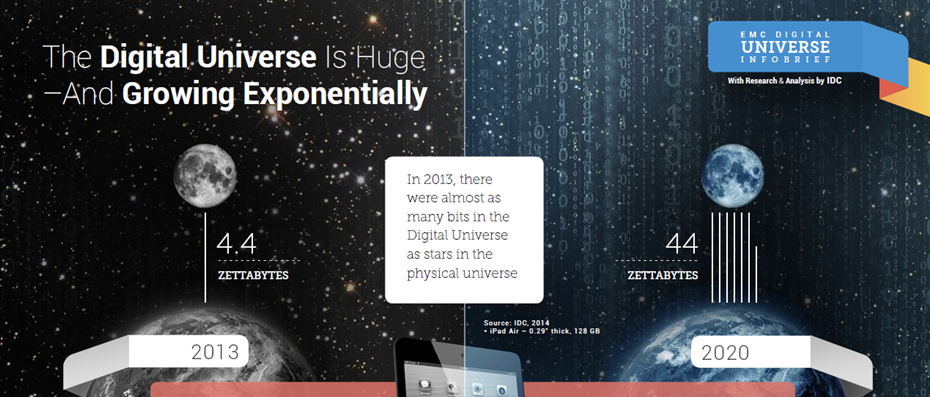 The Digital Universe Is Huge
–And Growing Exponentially
EMC DIGITAL
UNIVERSE
INFOBRIEF
With Research & Analysis by IDC
In 2013, there
were almost as
many bits in the
Digital Universe
as stars in the
physical universe
4.4
ZETTABYTES
44
ZETTABYTES
Source: IDC, 2014
• iPad Air – 0.29" thick, 128 GB
2013
2020